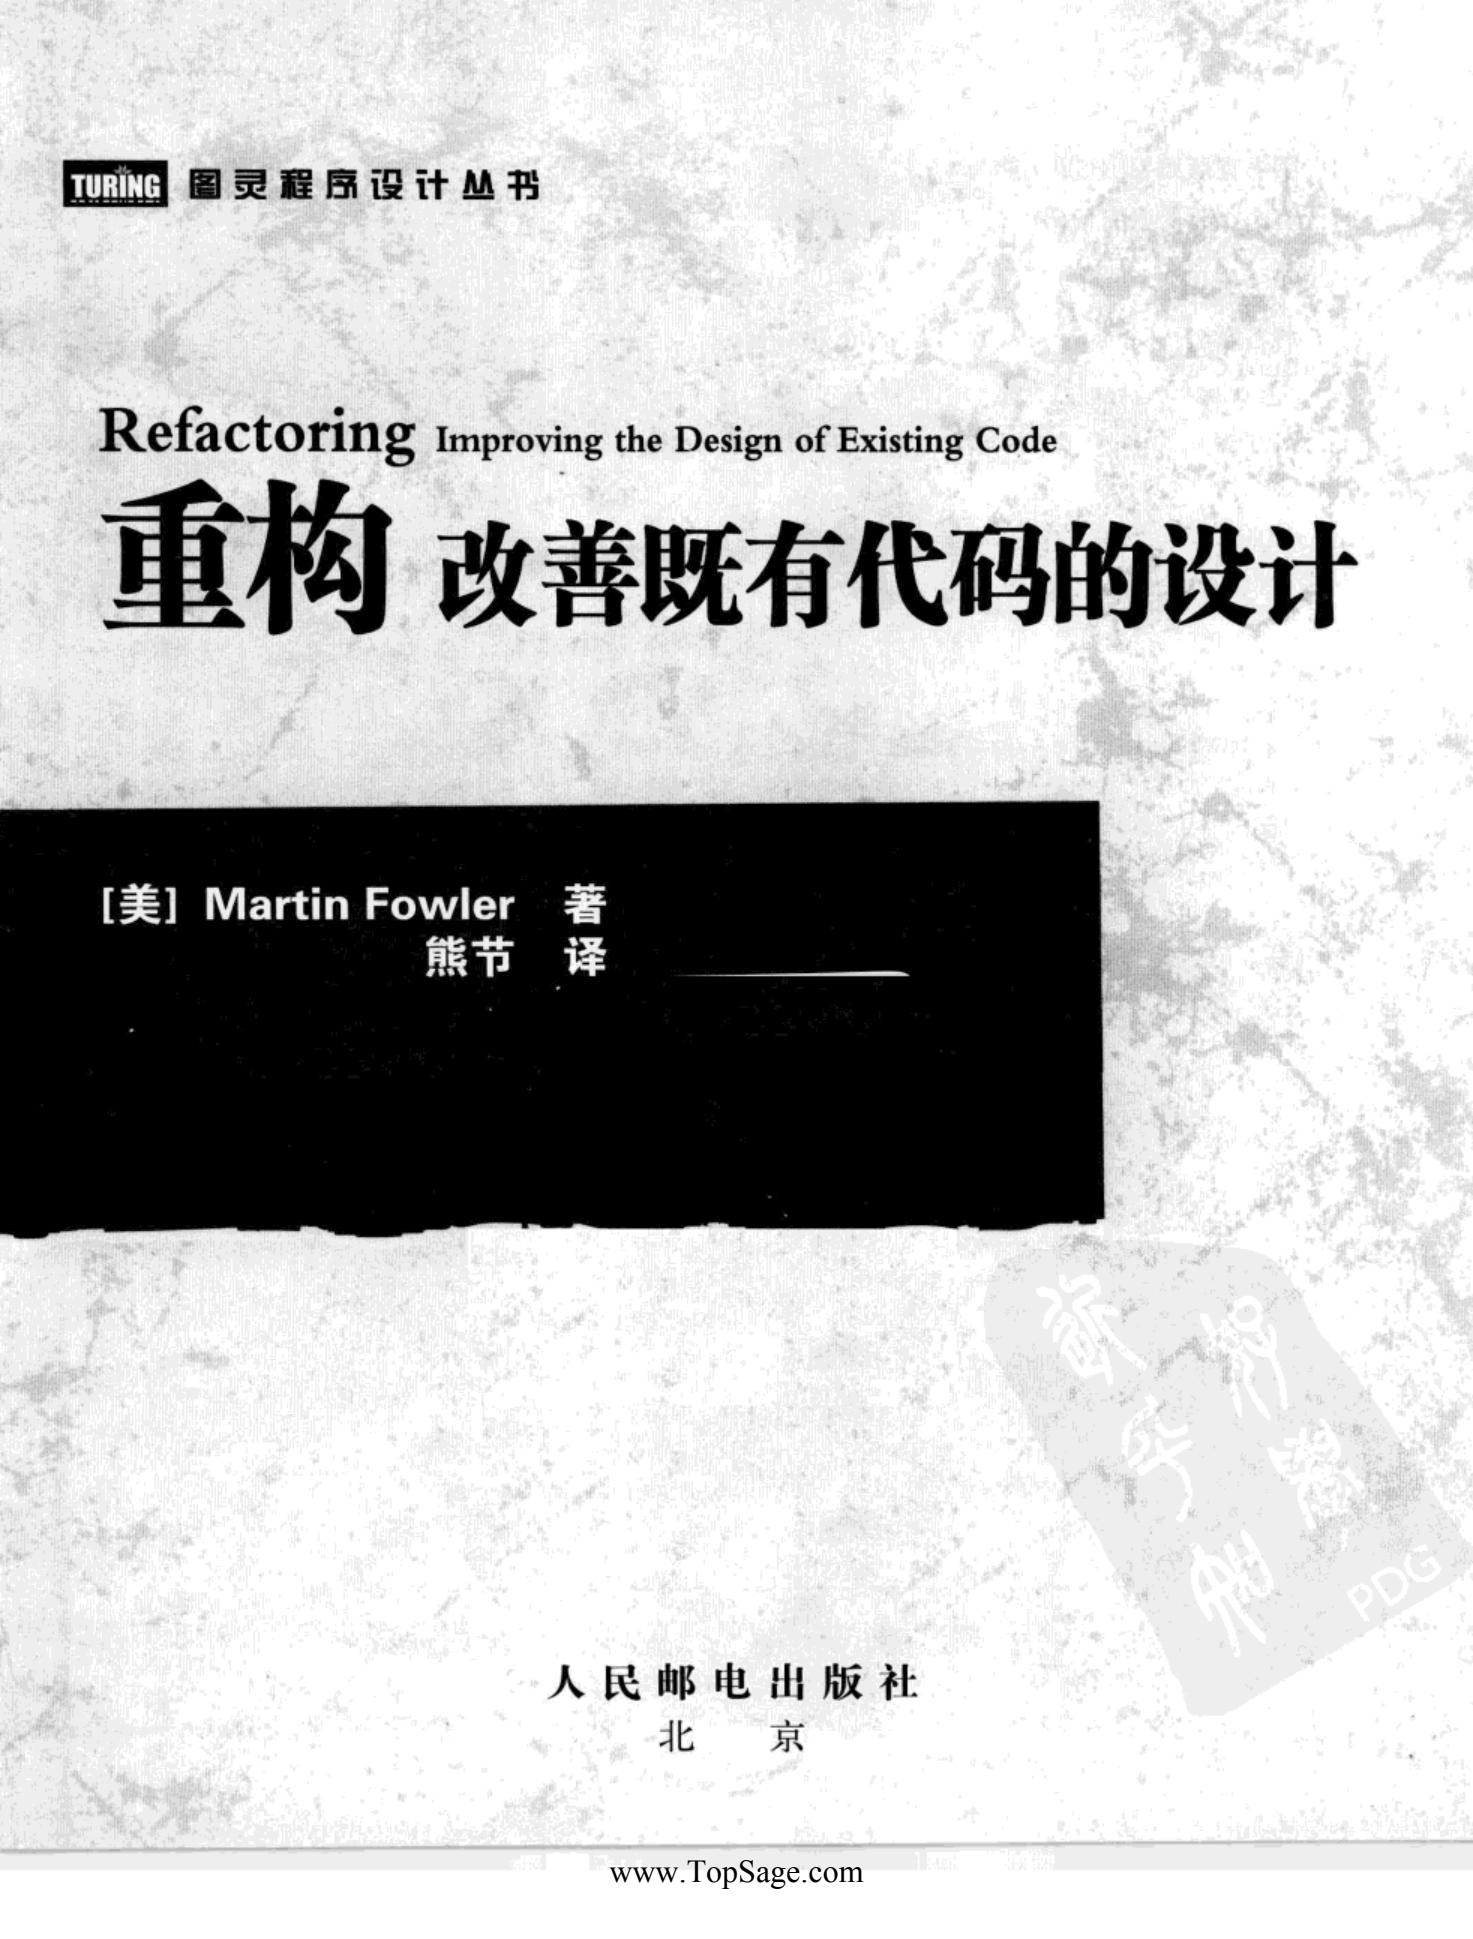 TURING 图灵程序设计丛书
Refactoring Improving the Design of Existing Code
重构 改善既有代码的设计
[美] Martin Fowler 著
熊节 译
PDG
人民邮电出版社
北 京
www.TopSage.com